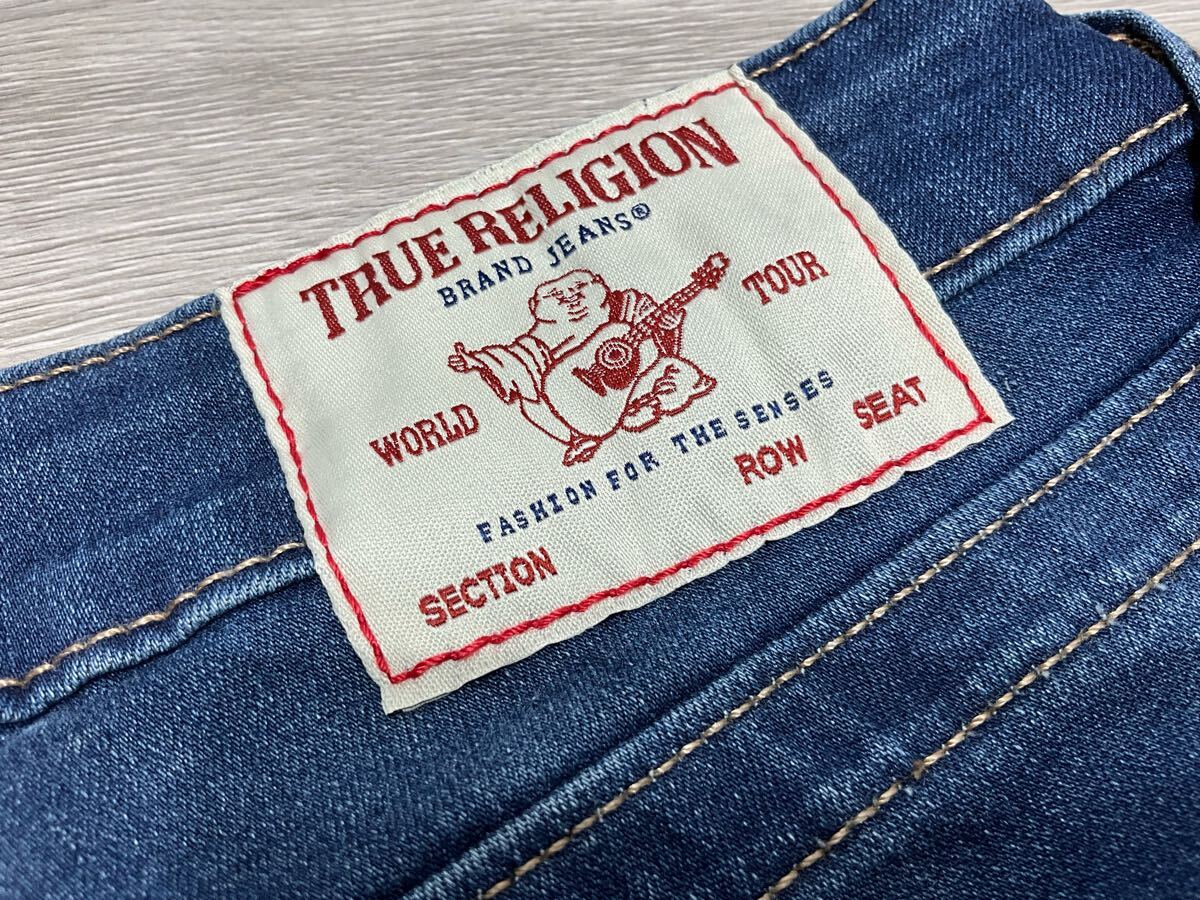 TRUE RELIGION
BRAND JEANS®
WORLD TOUR
FASHION FOR THE SENSES
SECTION ROW SEAT